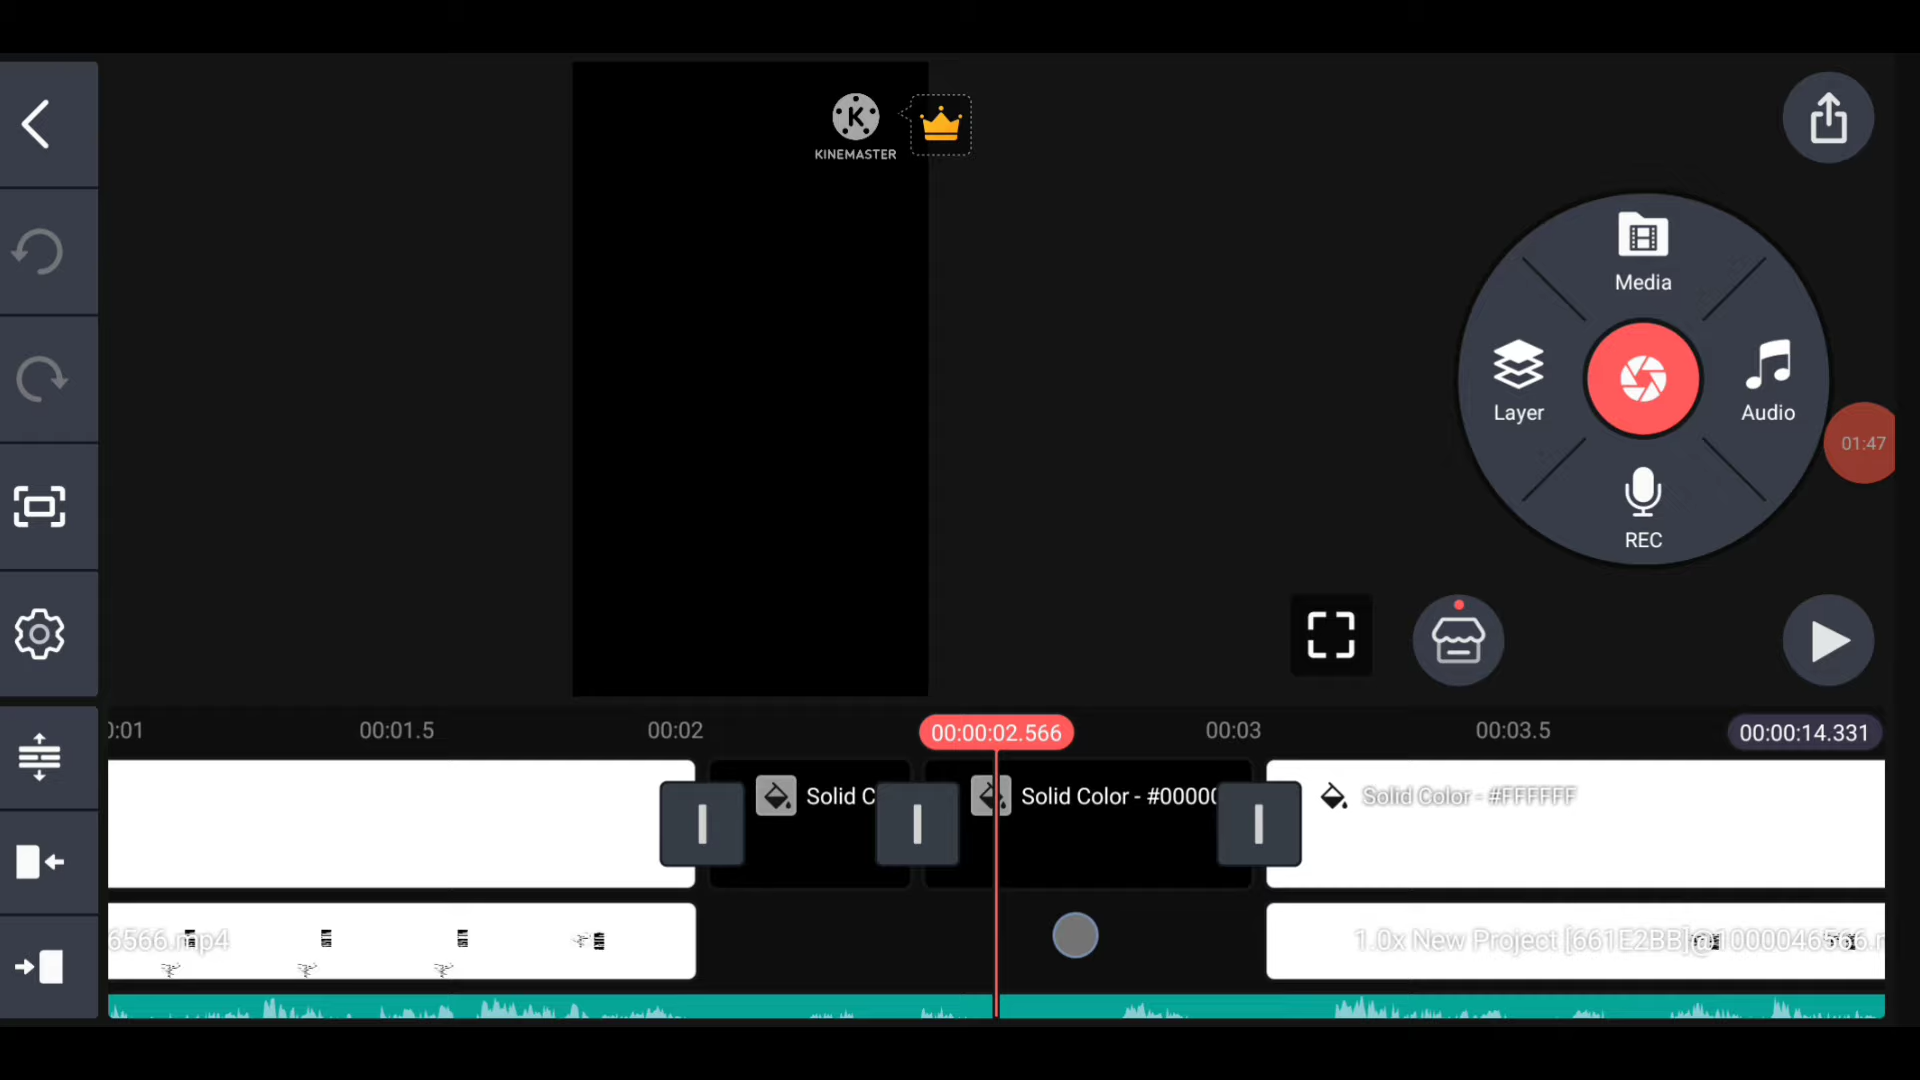 KINEMASTER
Media
Layer
Audio
01:47
REC
0:01
00:01.5
00:02
00:00:02.566
00:03
00:03.5
00:00:14.331
Solid C
Solid Color - #00000
Solid Color - #FFFFFF
6566.mp4
1.0x New Project [661E2BB]@1000046566.m